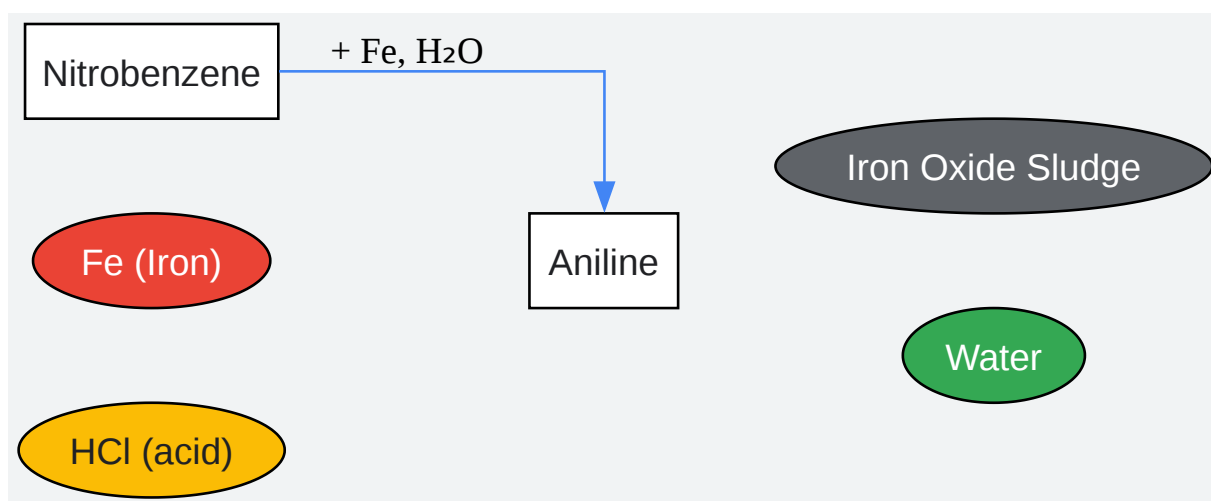 Nitrobenzene
+ Fe, H₂O
Iron Oxide Sludge
Fe (Iron)
Aniline
Water
HCl (acid)